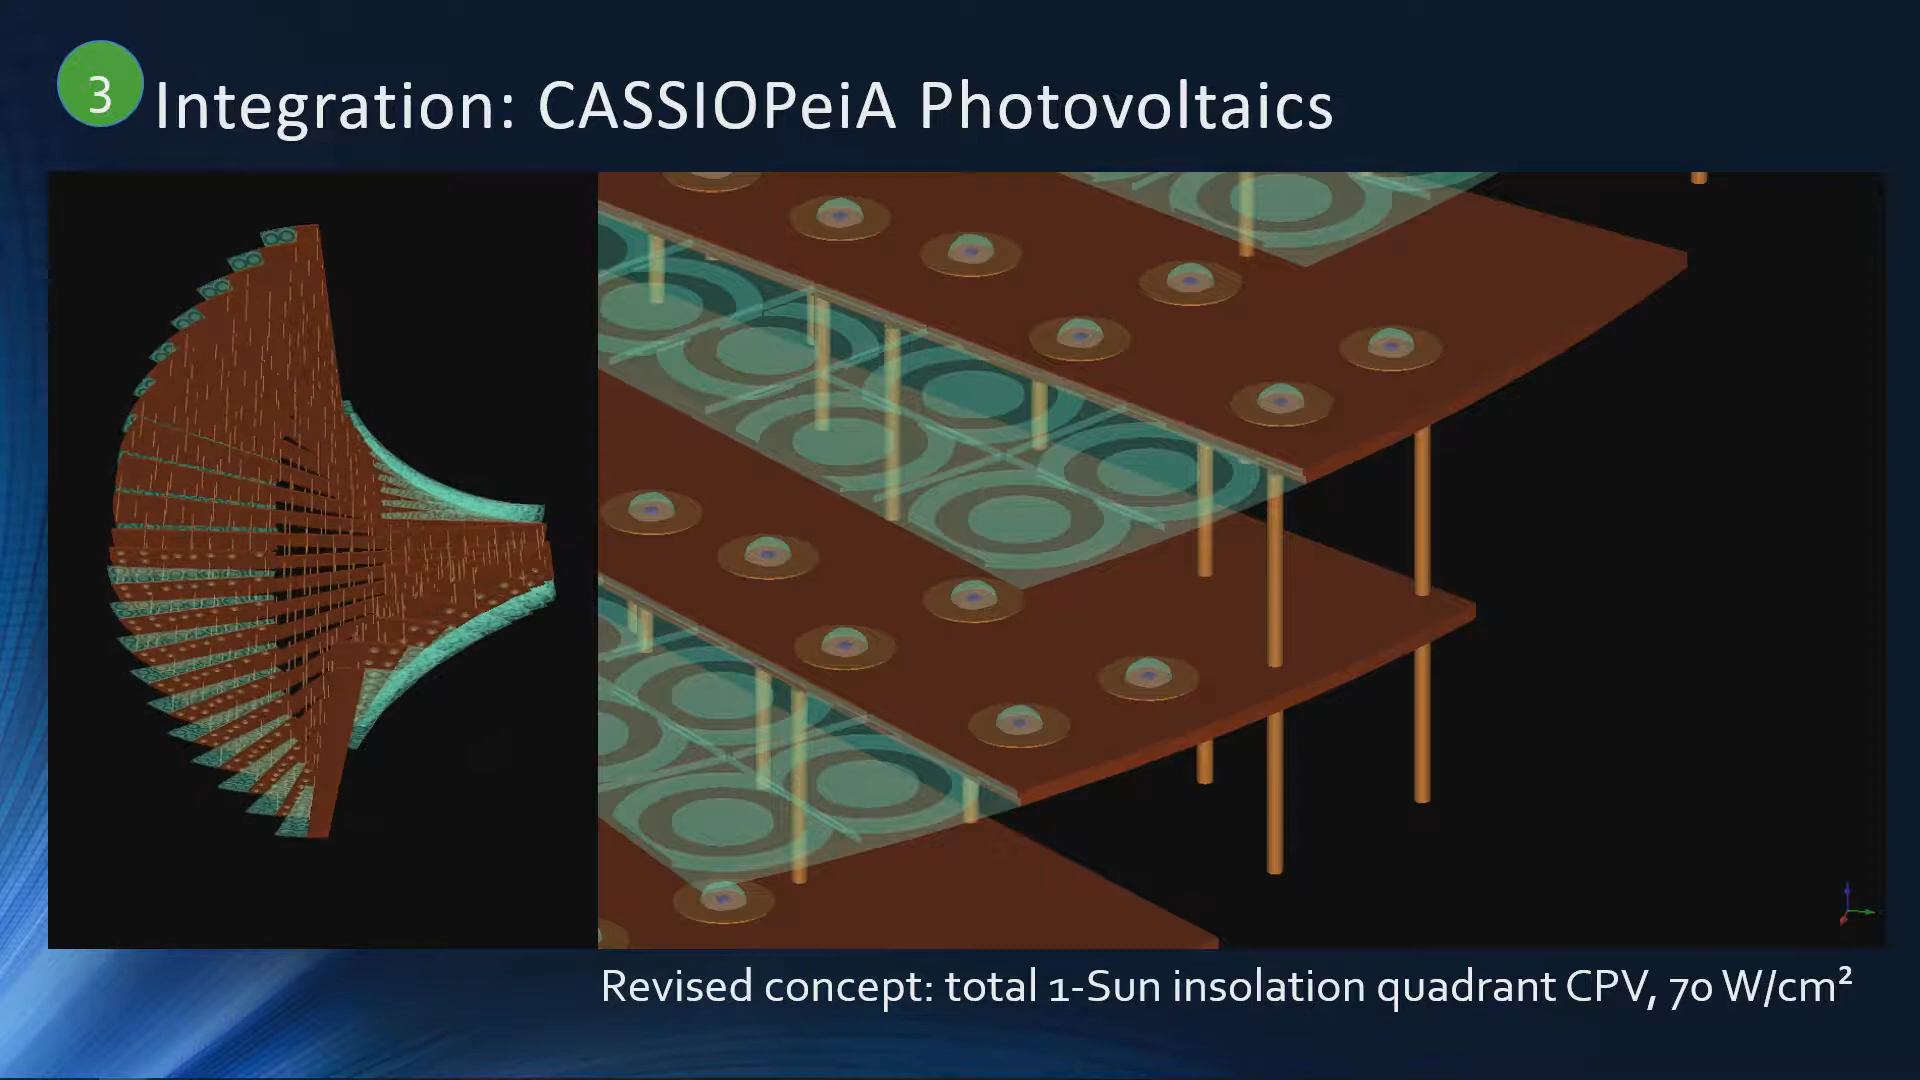 3
Integration: CASSIOPeiA Photovoltaics
Revised concept: total 1-Sun insolation quadrant CPV, 70 W/cm²